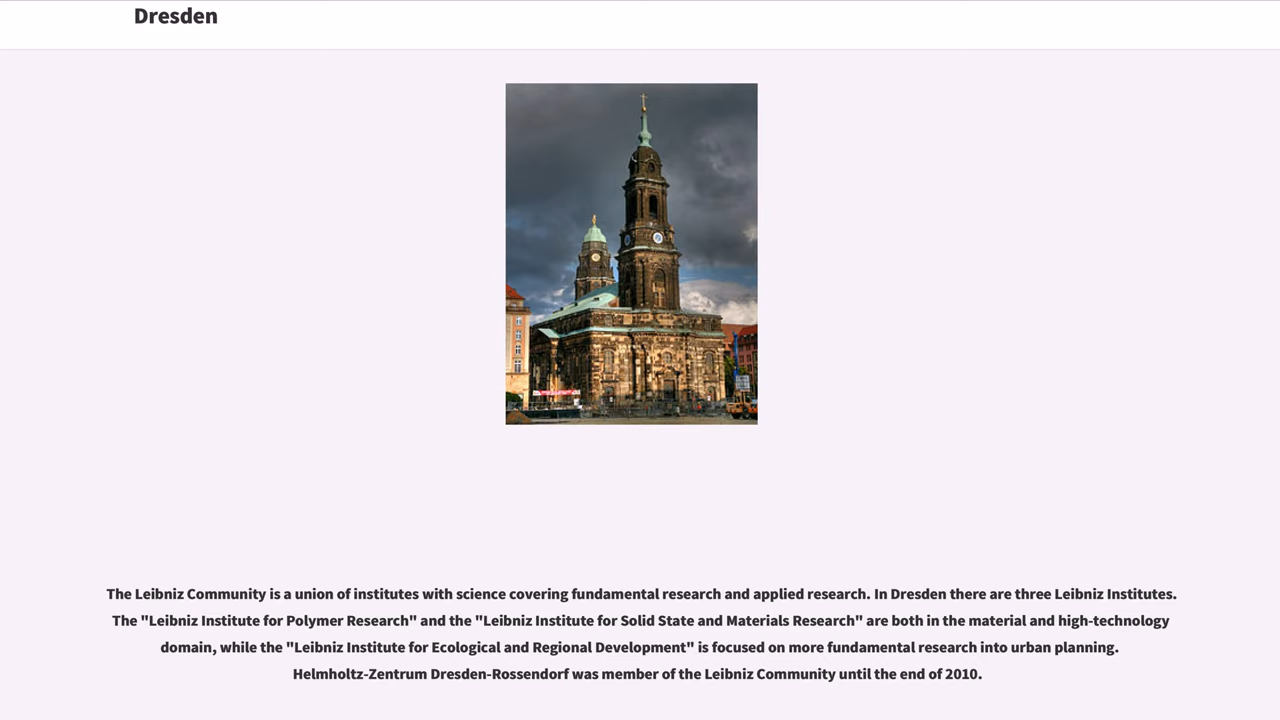 Dresden
The Leibniz Community is a union of institutes with science covering fundamental research and applied research. In Dresden there are three Leibniz Institutes.
The "Leibniz Institute for Polymer Research" and the "Leibniz Institute for Solid State and Materials Research" are both in the material and high-technology
domain, while the "Leibniz Institute for Ecological and Regional Development" is focused on more fundamental research into urban planning.
Helmholtz-Zentrum Dresden-Rossendorf was member of the Leibniz Community until the end of 2010.